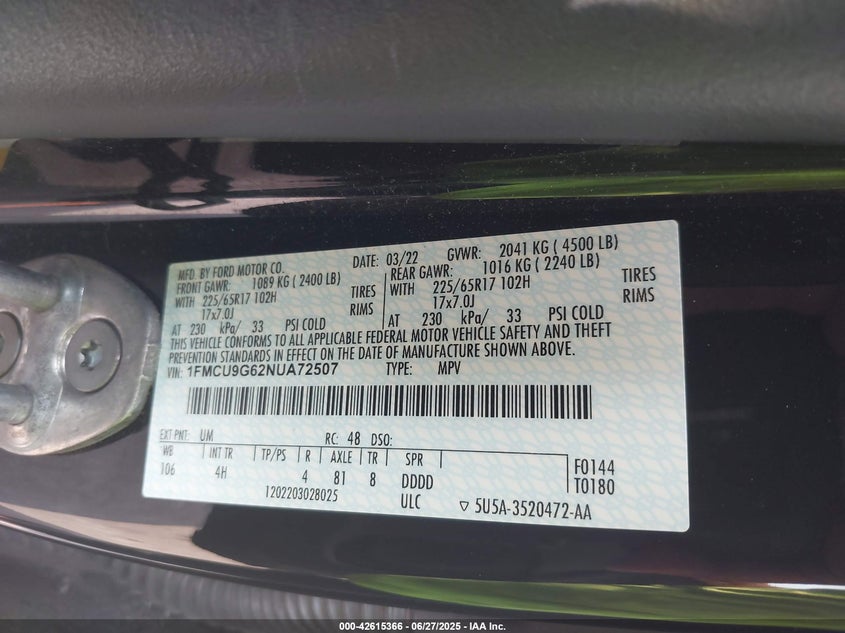 MFD. BY FORD MOTOR CO. DATE: 03/22 GVWR: 2041 KG ( 4500 LB)
FRONT GAWR: 1089 KG ( 2400 LB) REAR GAWR: 1016 KG ( 2240 LB)
WITH 225/65R17 102H TIRES WITH 225/65R17 102H TIRES
17x7.0J RIMS 17x7.0J RIMS
AT 230 kPa/ 33 PSI COLD AT 230 kPa/ 33 PSI COLD
THIS VEHICLE CONFORMS TO ALL APPLICABLE FEDERAL MOTOR VEHICLE SAFETY AND THEFT
PREVENTION STANDARDS IN EFFECT ON THE DATE OF MANUFACTURE SHOWN ABOVE.
VIN: 1FMCU9G62NUA72507 TYPE: MPV
EXT PNT: UM RC: 48 DSO:
WB INT TR TP/PS R AXLE TR SPR
106 4H 4 81 8 DDDD
F0144
T0180
1202203028025 ULC
▽ 5U5A-3520472-AA
000-42615366 - 06/27/2025 - IAA Inc.